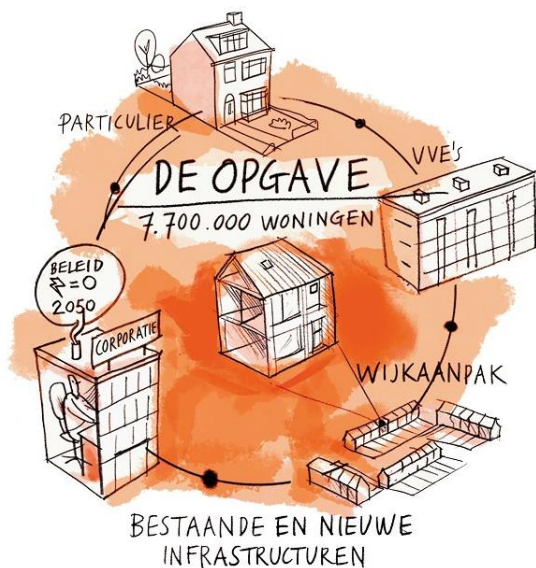 PARTICULIER
VVE'S
DE OPGAVE
7.700.000 WONINGEN
BELEID
=0
2050
CORPORATIE
WIJKAANPAK
BESTAANDE EN NIEUWE
INFRASTRUCTUREN